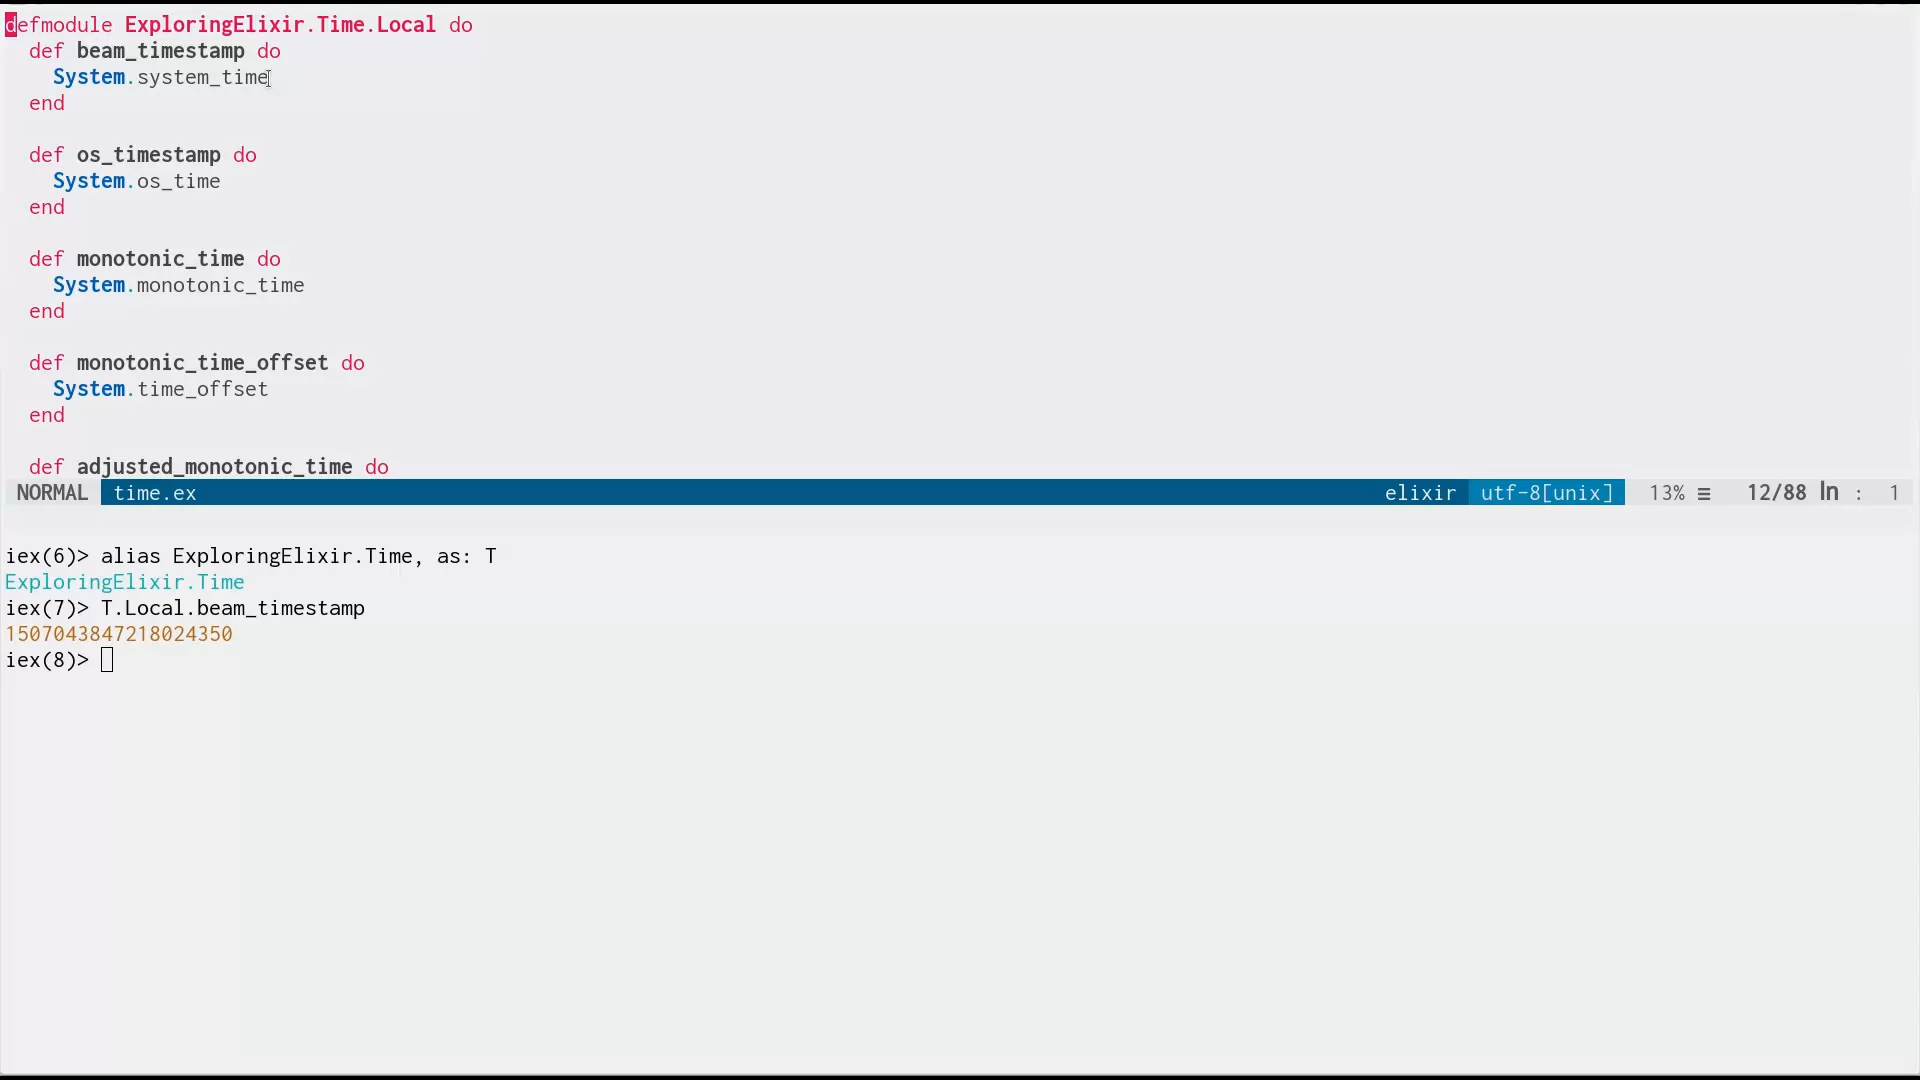 defmodule ExploringElixir.Time.Local do
  def beam_timestamp do
    System.system_time
  end

  def os_timestamp do
    System.os_time
  end

  def monotonic_time do
    System.monotonic_time
  end

  def monotonic_time_offset do
    System.time_offset
  end

  def adjusted_monotonic_time do
NORMAL time.ex elixir utf-8[unix] 13% ≡ 12/88 ln : 1
iex(6)> alias ExploringElixir.Time, as: T
ExploringElixir.Time
iex(7)> T.Local.beam_timestamp
1507043847218024350
iex(8)>